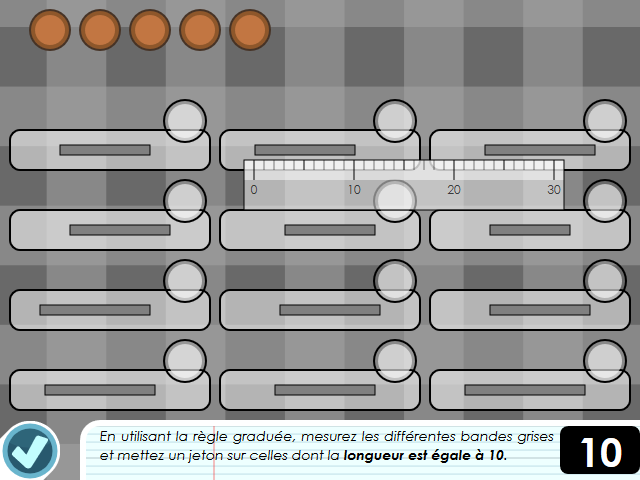 0 10 20 30
En utilisant la règle graduée, mesurez les différentes bandes grises
et mettez un jeton sur celles dont la longueur est égale à 10.
10